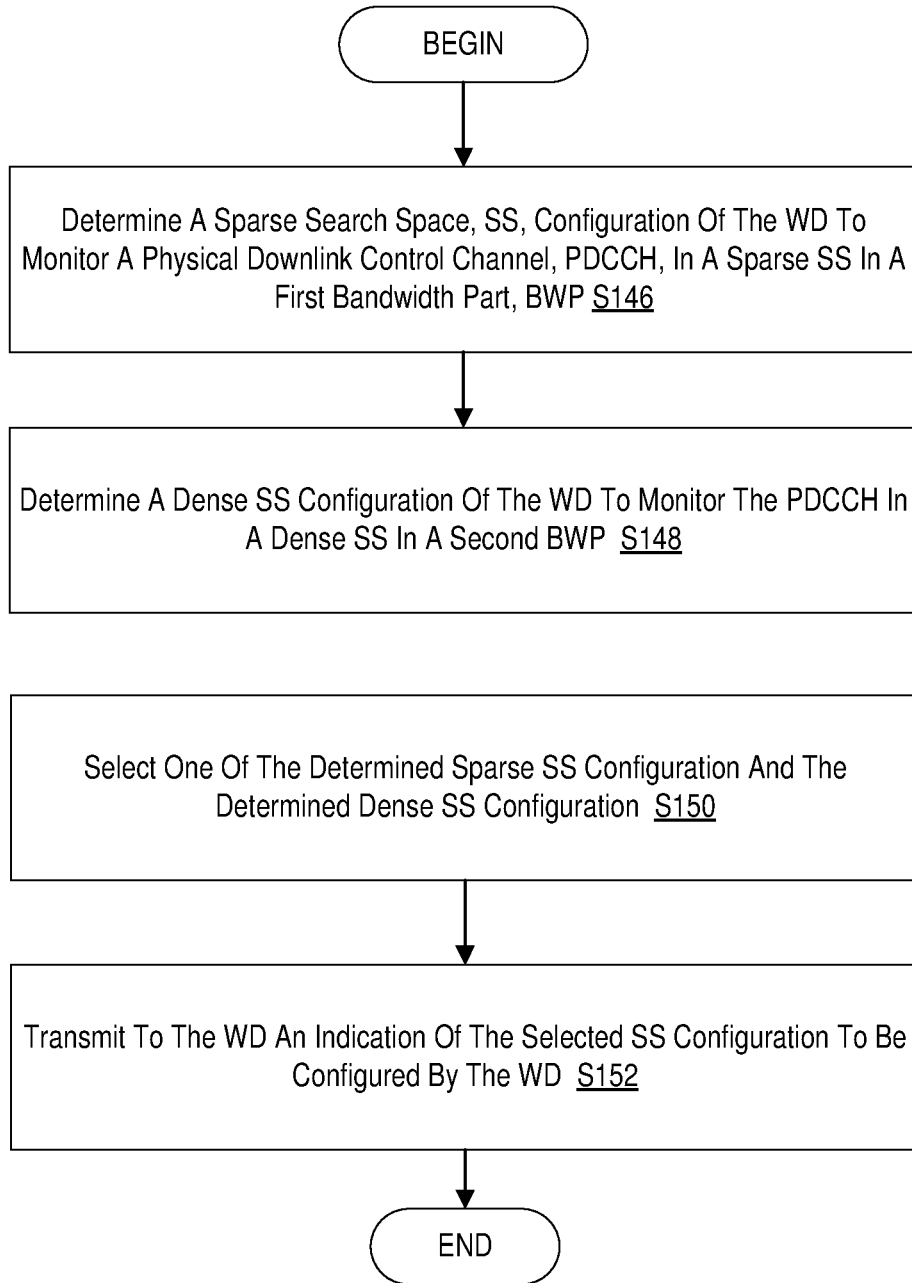 BEGIN
Determine A Sparse Search Space, SS, Configuration Of The WD To
Monitor A Physical Downlink Control Channel, PDCCH, In A Sparse SS In A
First Bandwidth Part, BWP S146
Determine A Dense SS Configuration Of The WD To Monitor The PDCCH In
A Dense SS In A Second BWP S148
Select One Of The Determined Sparse SS Configuration And The
Determined Dense SS Configuration S150
Transmit To The WD An Indication Of The Selected SS Configuration To Be
Configured By The WD S152
END